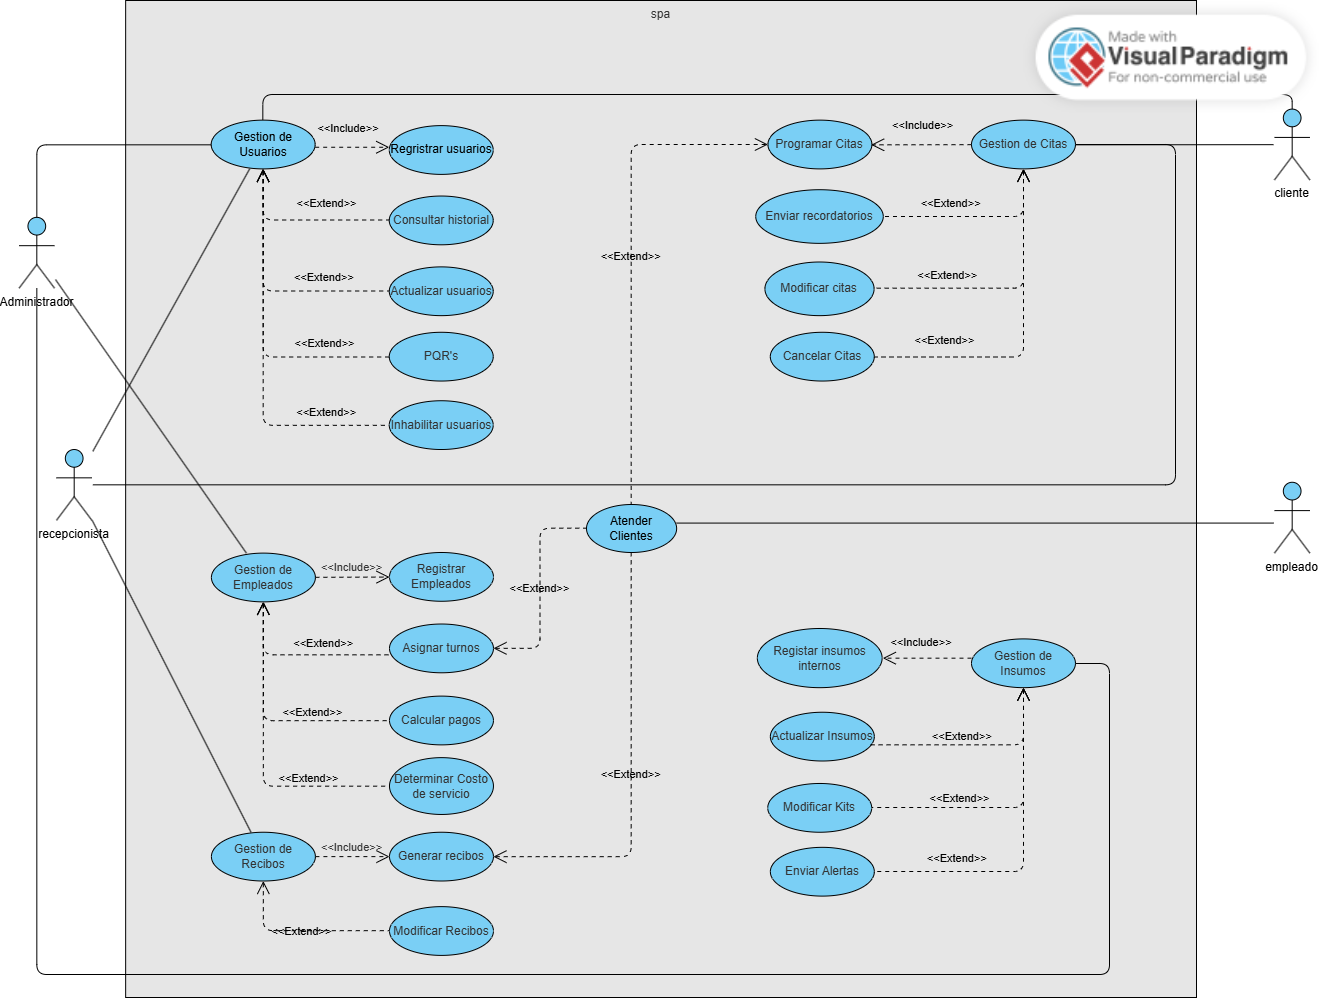 spa
Made with
Visual Paradigm
For non-commercial use
Gestion de
Usuarios
<<Include>>
Regristrar usuarios
<<Extend>>
Consultar historial
<<Extend>>
Actualizar usuarios
<<Extend>>
PQR's
<<Extend>>
Inhabilitar usuarios
Programar Citas
<<Include>>
Gestion de Citas
Enviar recordatorios
<<Extend>>
Modificar citas
<<Extend>>
Cancelar Citas
<<Extend>>
cliente
Administrador
recepcionista
<<Extend>>
Atender
Clientes
<<Extend>>
<<Extend>>
empleado
Gestion de
Empleados
<<Include>>
Registrar
Empleados
<<Extend>>
Asignar turnos
<<Extend>>
Calcular pagos
<<Extend>>
Determinar Costo
de servicio
Gestion de
Recibos
<<Include>>
Generar recibos
<<Extend>>
Modificar Recibos
Registar insumos
internos
<<Include>>
Gestion de
Insumos
Actualizar Insumos
<<Extend>>
Modificar Kits
<<Extend>>
Enviar Alertas
<<Extend>>